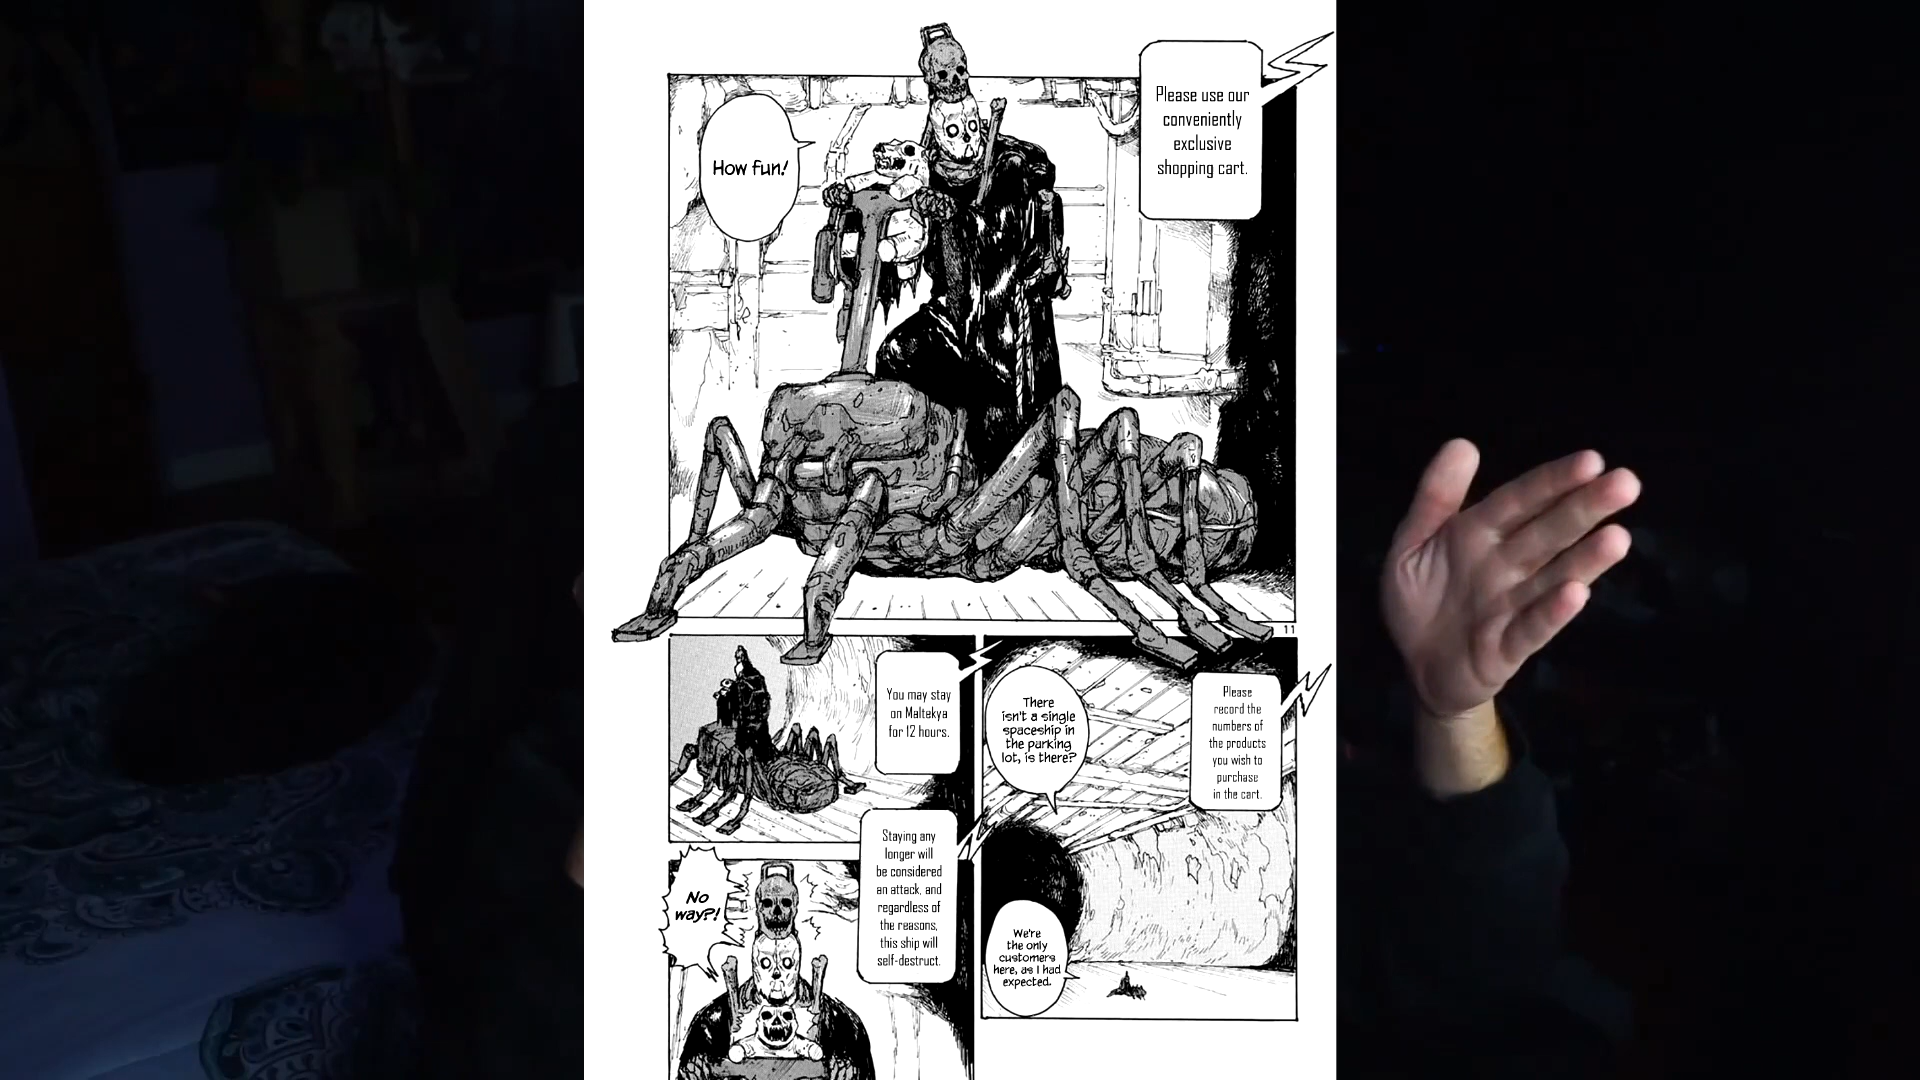 Please use our
conveniently
exclusive
shopping cart.
How fun!
11
Please
record the
numbers of
the products
you wish to
purchase
in the cart.
There
isn't a single
spaceship in
the parking
lot, is there?
We're
the only
customers
here, as I had
expected.
You may stay
on Maltekya
for 12 hours.
Staying any
longer will
be considered
an attack, and
regardless of
the reasons,
this ship will
self-destruct.
No
way?!